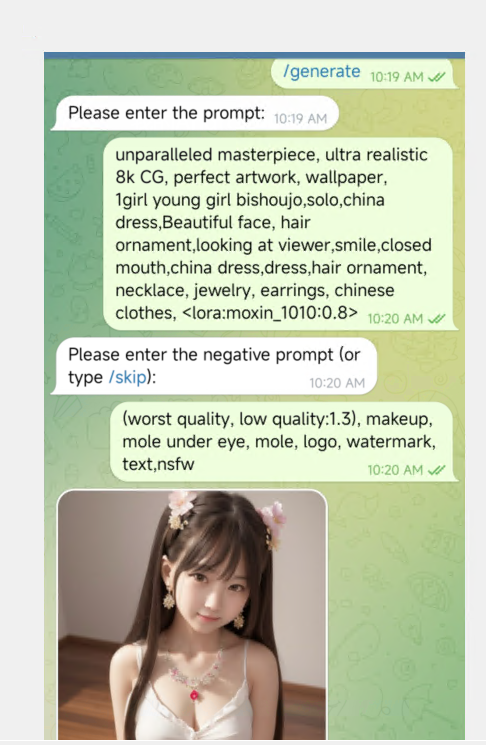 /generate 10:19 AM
Please enter the prompt: 10:19 AM
unparalleled masterpiece, ultra realistic
8k CG, perfect artwork, wallpaper,
1girl young girl bishoujo,solo,china
dress,Beautiful face, hair
ornament,looking at viewer,smile,closed
mouth,china dress,dress,hair ornament,
necklace, jewelry, earrings, chinese
clothes, <lora:moxin_1010:0.8> 10:20 AM
Please enter the negative prompt (or
type /skip): 10:20 AM
(worst quality, low quality:1.3), makeup,
mole under eye, mole, logo, watermark,
text,nsfw 10:20 AM